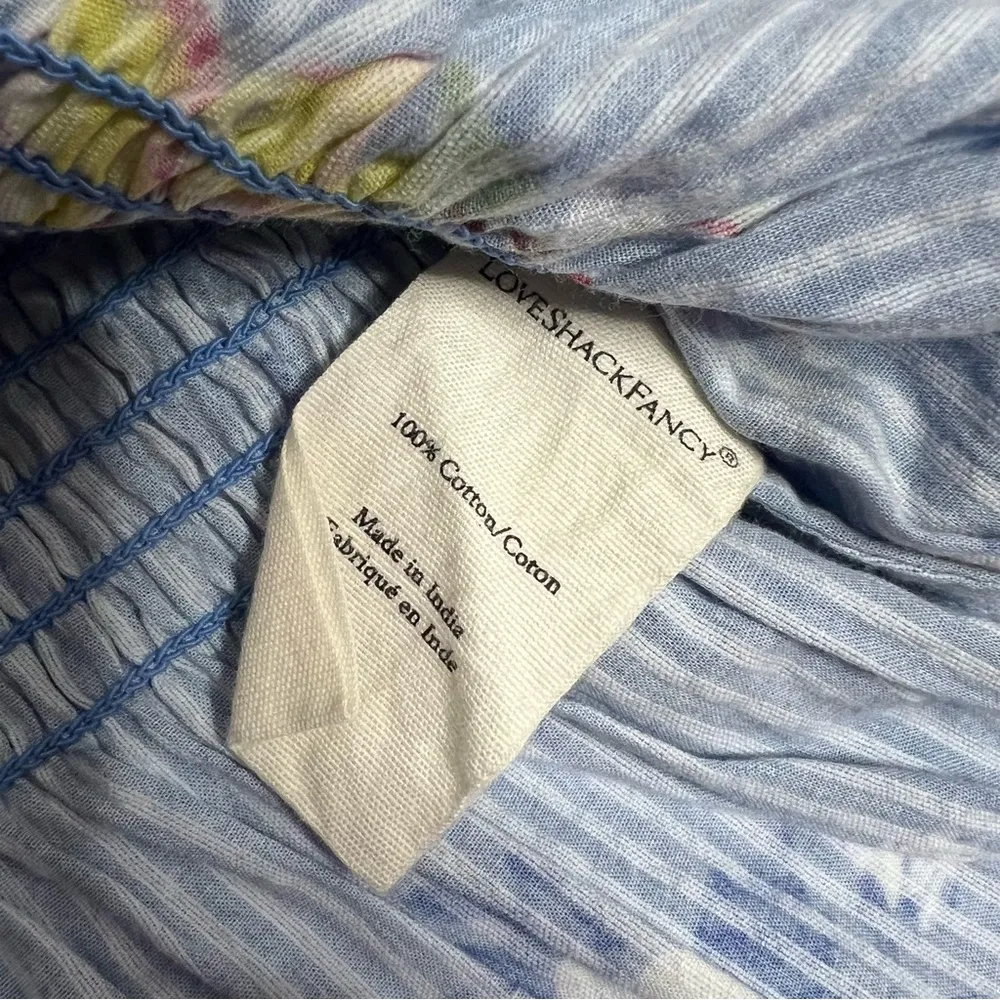 LOVESHACKFANCY®
100% Cotton/Coton
Made in India
Fabriqué en Inde